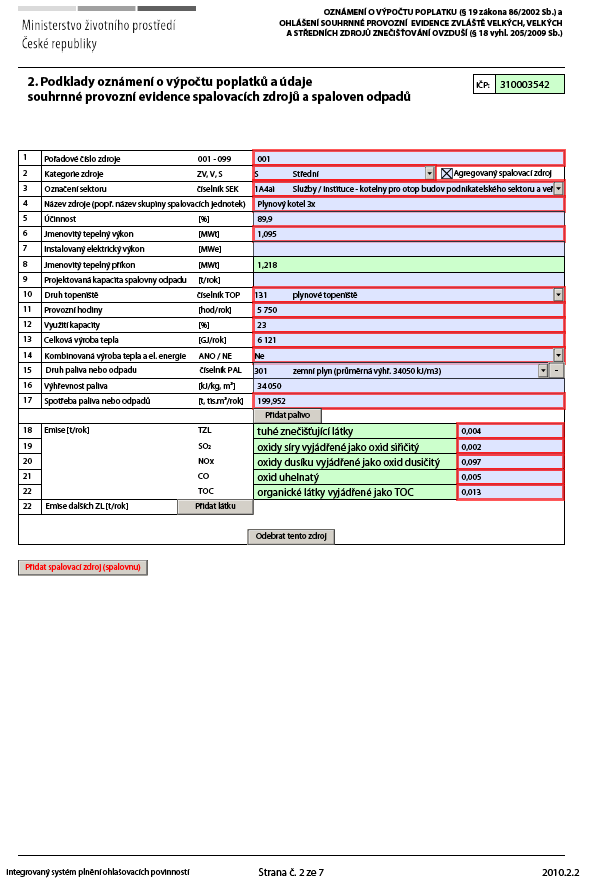 OZNÁMENÍ O VÝPOČTU POPLATKU (§ 19 zákona 86/2002 Sb.) a
OHLÁŠENÍ SOUHRNNÉ PROVOZNÍ EVIDENCE ZVLÁŠTĚ VELKÝCH, VELKÝCH
A STŘEDNÍCH ZDROJŮ ZNEČIŠŤOVÁNÍ OVZDUŠÍ (§ 18 vyhl. 205/2009 Sb.)
Ministerstvo životního prostředí
České republiky
2. Podklady oznámení o výpočtu poplatků a údaje
souhrnné provozní evidence spalovacích zdrojů a spaloven odpadů
IČP: 310003542
1 Pořadové číslo zdroje 001 - 099 001
2 Kategorie zdroje ZV, V, S S Střední Agregovaný spalovací zdroj
3 Označení sektoru číselník SEK 1A4ai Služby / Instituce - kotelny pro otop budov podnikatelského sektoru a veř
4 Název zdroje (popř. název skupiny spalovacích jednotek) Plynový kotel 3x
5 Účinnost [%] 89,9
6 Jmenovitý tepelný výkon [MWt] 1,095
7 Instalovaný elektrický výkon [MWe]
8 Jmenovitý tepelný příkon [MWt] 1,218
9 Projektovaná kapacita spalovny odpadu [t/rok]
10 Druh topeniště číselník TOP 131 plynové topeniště
11 Provozní hodiny [hod/rok] 5 750
12 Využití kapacity [%] 23
13 Celková výroba tepla [GJ/rok] 6 121
14 Kombinovaná výroba tepla a el. energie ANO / NE Ne
15 Druh paliva nebo odpadu číselník PAL 301 zemní plyn (průměrná výhř. 34050 kJ/m3) -
16 Výhřevnost paliva [kJ/kg, m³] 34 050
17 Spotřeba paliva nebo odpadů [t, tis.m³/rok] 199,952
Přidat palivo
18 Emise [t/rok] TZL tuhé znečišťující látky 0,004
19 SO₂ oxidy síry vyjádřené jako oxid siřičitý 0,002
20 NOx oxidy dusíku vyjádřené jako oxid dusičitý 0,097
21 CO oxid uhelnatý 0,005
22 TOC organické látky vyjádřené jako TOC 0,013
22 Emise dalších ZL [t/rok] Přidat látku
Odebrat tento zdroj
Přidat spalovací zdroj (spalovnu)
Integrovaný systém plnění ohlašovacích povinností Strana č. 2 ze 7 2010.2.2